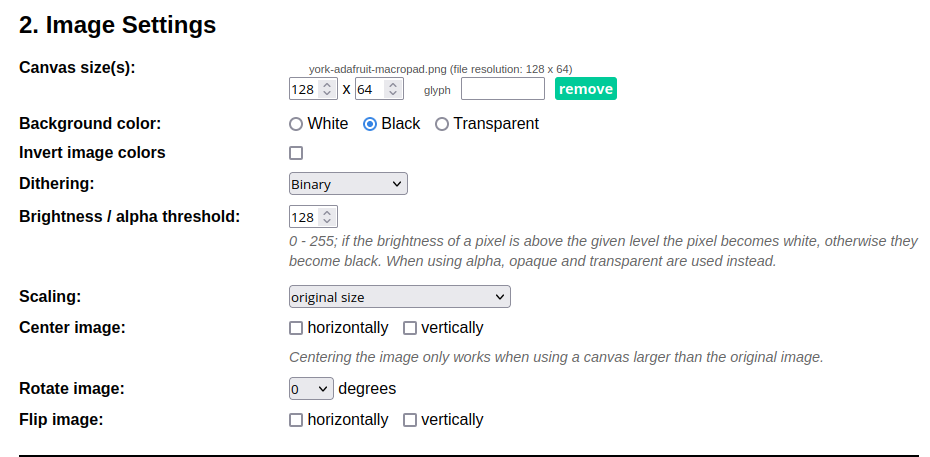 2. Image Settings
Canvas size(s):
york-adafruit-macropad.png (file resolution: 128 x 64)
128 x 64 glyph remove
Background color: White Black Transparent
Invert image colors
Dithering: Binary
Brightness / alpha threshold: 128
0 - 255; if the brightness of a pixel is above the given level the pixel becomes white, otherwise they
become black. When using alpha, opaque and transparent are used instead.
Scaling: original size
Center image: horizontally vertically
Centering the image only works when using a canvas larger than the original image.
Rotate image: 0 degrees
Flip image: horizontally vertically